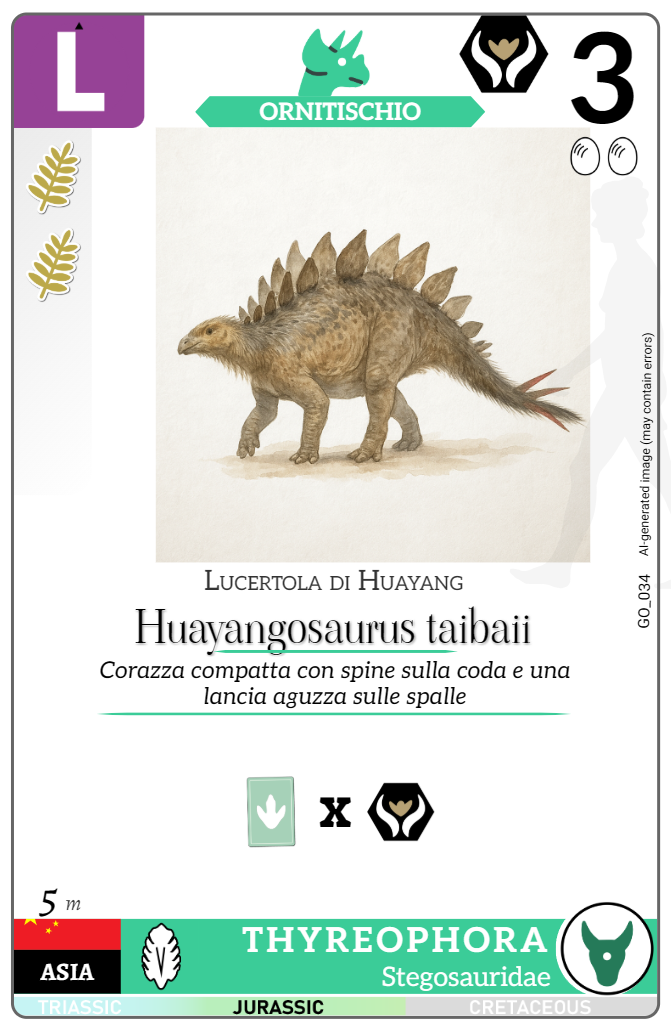 L
3
ORNITISCHIO
AI-generated image (may contain errors)
GO_034
Lucertola di Huayang
Huayangosaurus taibaii
Corazza compatta con spine sulla coda e una
lancia aguzza sulle spalle
x
5 m
ASIA
THYREOPHORA
Stegosauridae
TRIASSIC
JURASSIC
CRETACEOUS